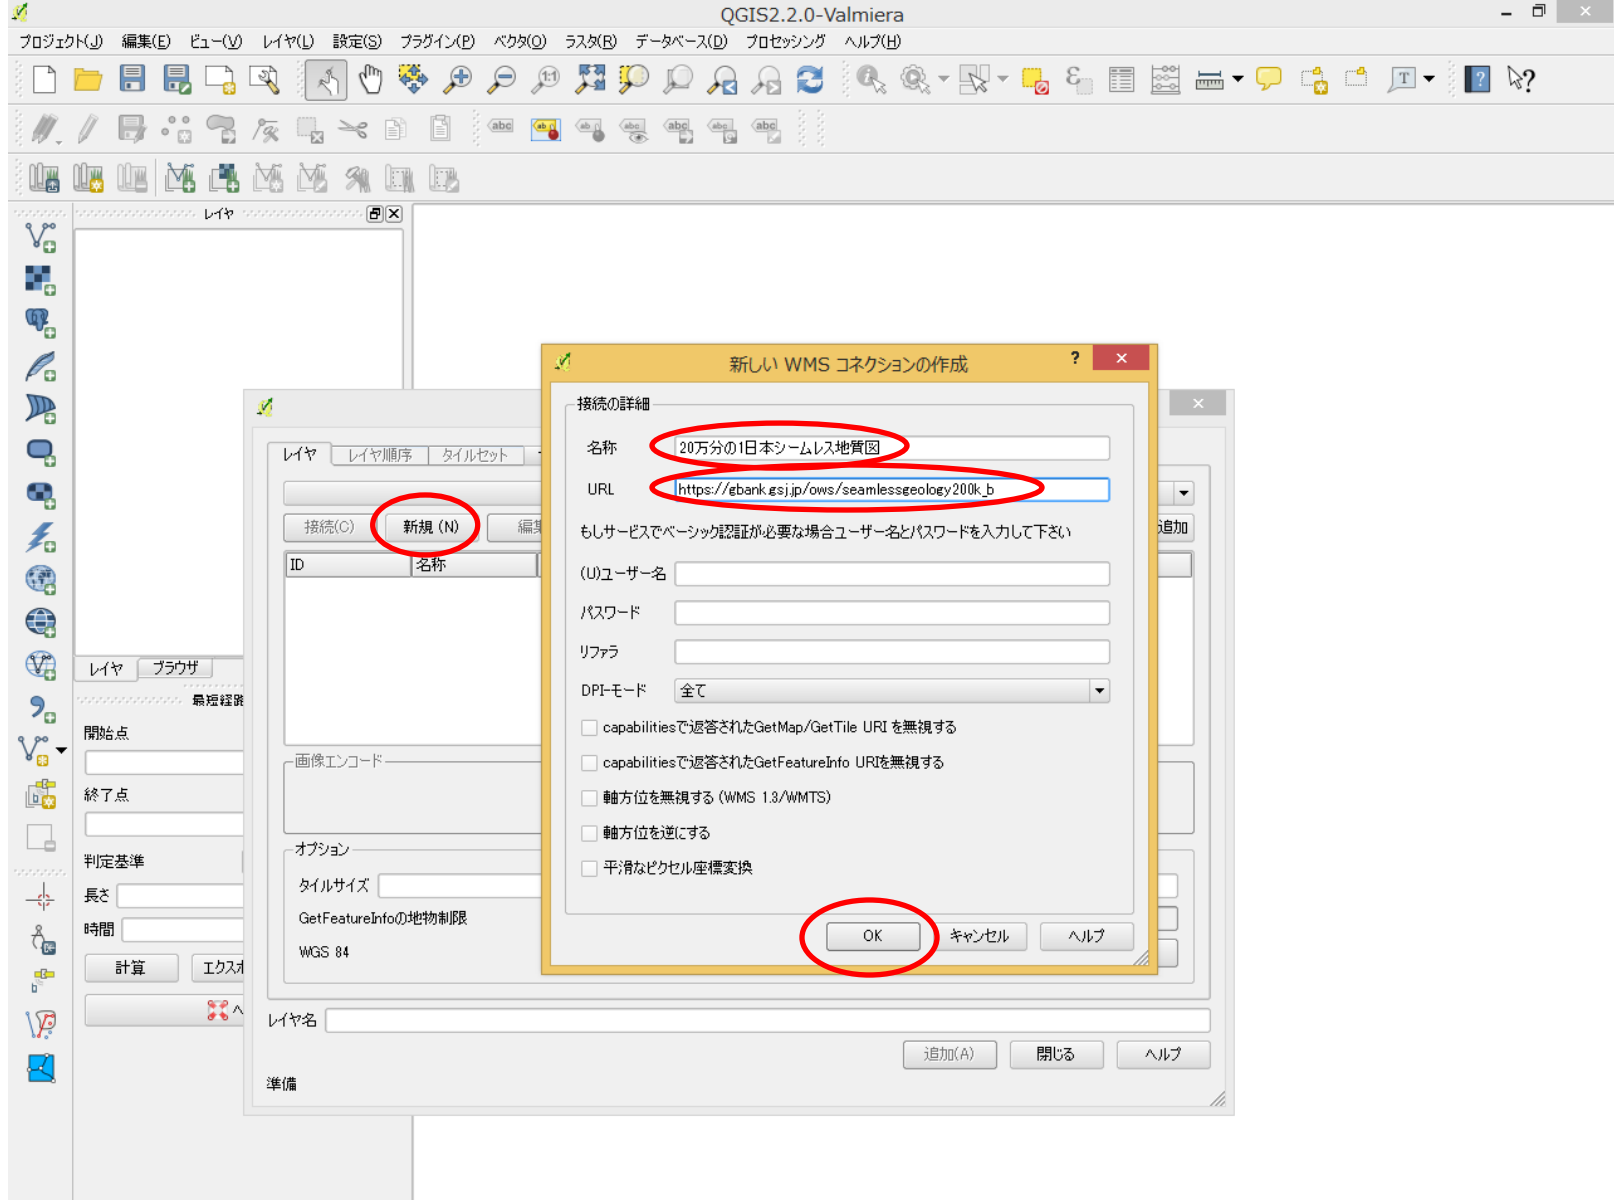 QGIS2.2.0-Valmiera
プロジェクト(J) 編集(E) ビュー(V) レイヤ(L) 設定(S) プラグイン(P) ベクタ(O) ラスタ(R) データベース(D) プロセッシング ヘルプ(H)
レイヤ
新しい WMS コネクションの作成
接続の詳細
名称 20万分の1日本シームレス地質図
URL https://gbank.gsj.jp/ows/seamlessgeology200k_b
もしサービスでベーシック認証が必要な場合ユーザー名とパスワードを入力して下さい
(U)ユーザー名
パスワード
リファラ
DPI-モード 全て
capabilitiesで返答されたGetMap/GetTile URI を無視する
capabilitiesで返答されたGetFeatureInfo URIを無視する
軸方位を無視する (WMS 1.3/WMTS)
軸方位を逆にする
平滑なピクセル座標変換
OK キャンセル ヘルプ
レイヤ レイヤ順序 タイルセット
接続(C) 新規 (N) 編集 追加
ID 名称
画像エンコード
オプション
タイルサイズ
GetFeatureInfoの地物制限
WGS 84
レイヤ名
追加(A) 閉じる ヘルプ
準備
レイヤ ブラウザ
最短経路
開始点
終了点
判定基準
長さ
時間
計算 エクスポ
ヘ